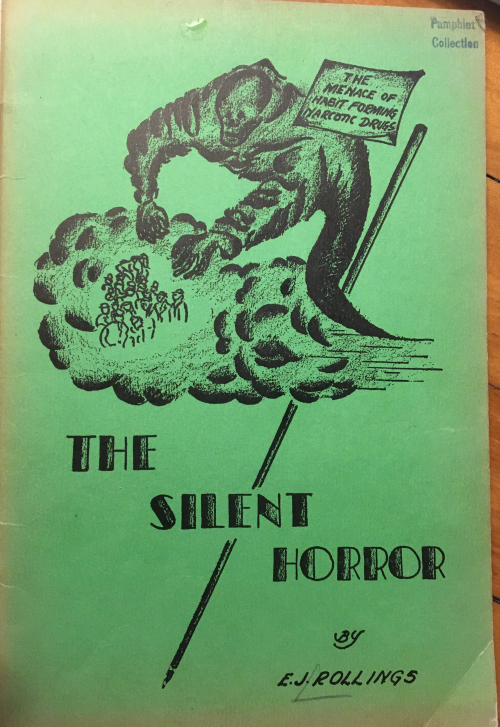 Pamphlet
Collection
THE
MENACE OF
HABIT FORMING
NARCOTIC DRUGS
THE
SILENT
HORROR
BY
E.J. ROLLINGS